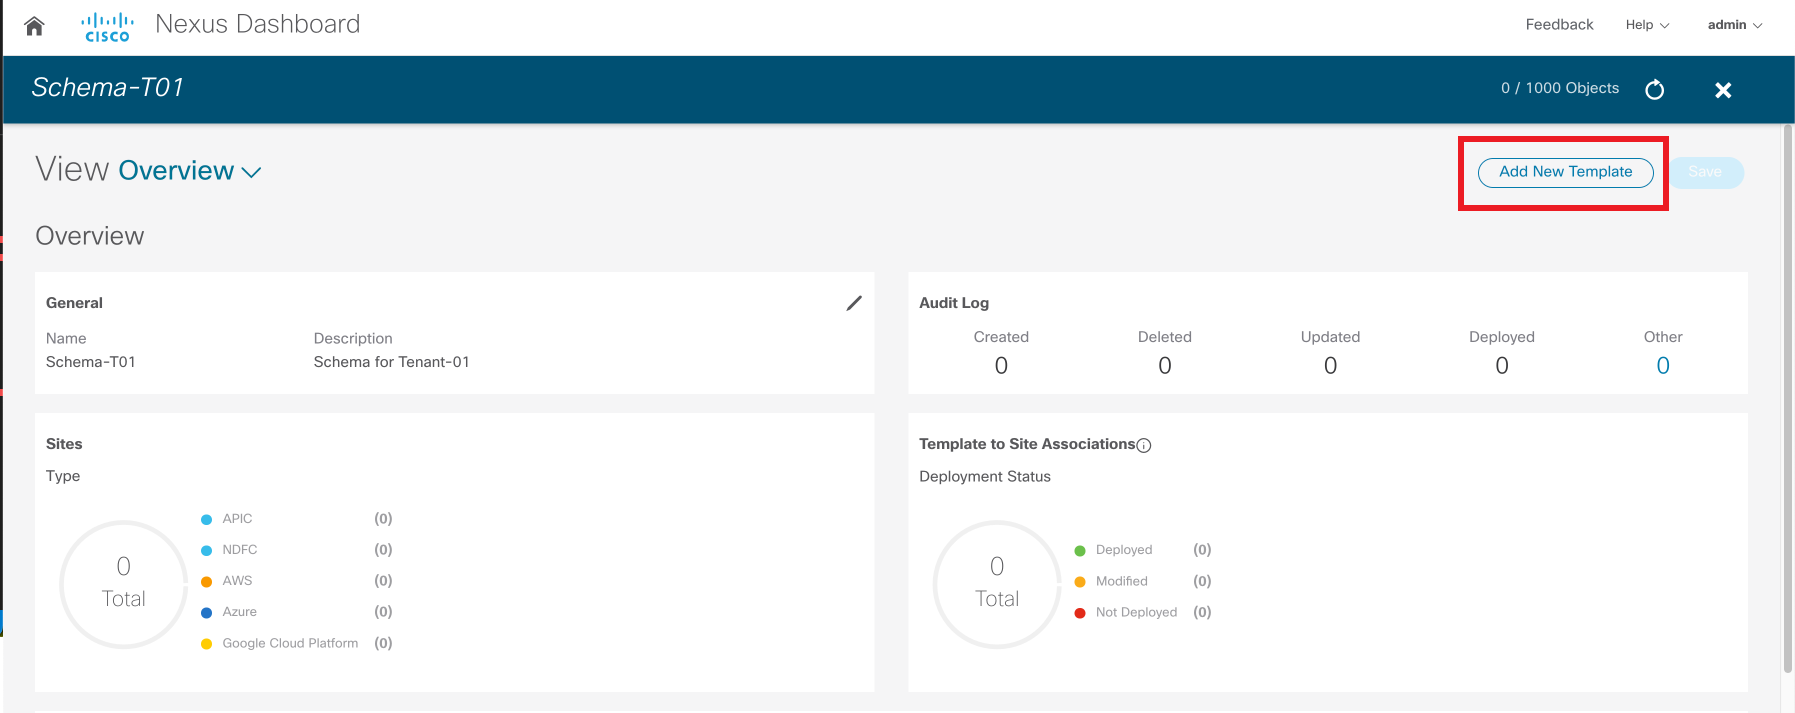 CISCO Nexus Dashboard Feedback Help admin
Schema-T01 0 / 1000 Objects
View Overview Add New Template Save
Overview
General
Name Description
Schema-T01 Schema for Tenant-01
Audit Log
Created Deleted Updated Deployed Other
0 0 0 0 0
Sites
Type
0
Total
APIC (0)
NDFC (0)
AWS (0)
Azure (0)
Google Cloud Platform (0)
Template to Site Associations
Deployment Status
0
Total
Deployed (0)
Modified (0)
Not Deployed (0)